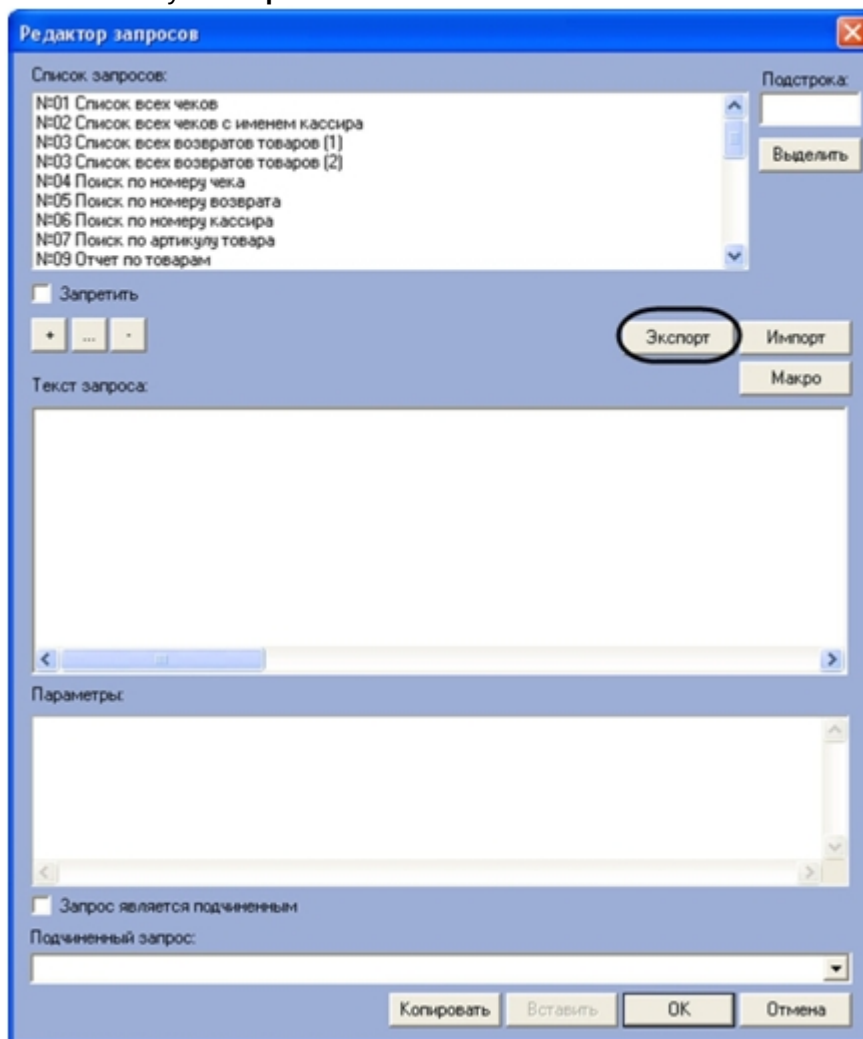 Редактор запросов
Список запросов:
Подстрока:
№01 Список всех чеков
№02 Список всех чеков с именем кассира
№03 Список всех возвратов товаров (1)
№03 Список всех возвратов товаров (2)
№04 Поиск по номеру чека
№05 Поиск по номеру возврата
№06 Поиск по номеру кассира
№07 Поиск по артикулу товара
№09 Отчет по товарам
Выделить
Запретить
+ ... -
Экспорт Импорт
Макро
Текст запроса:
Параметры:
Запрос является подчиненным
Подчиненный запрос:
Копировать Вставить OK Отмена